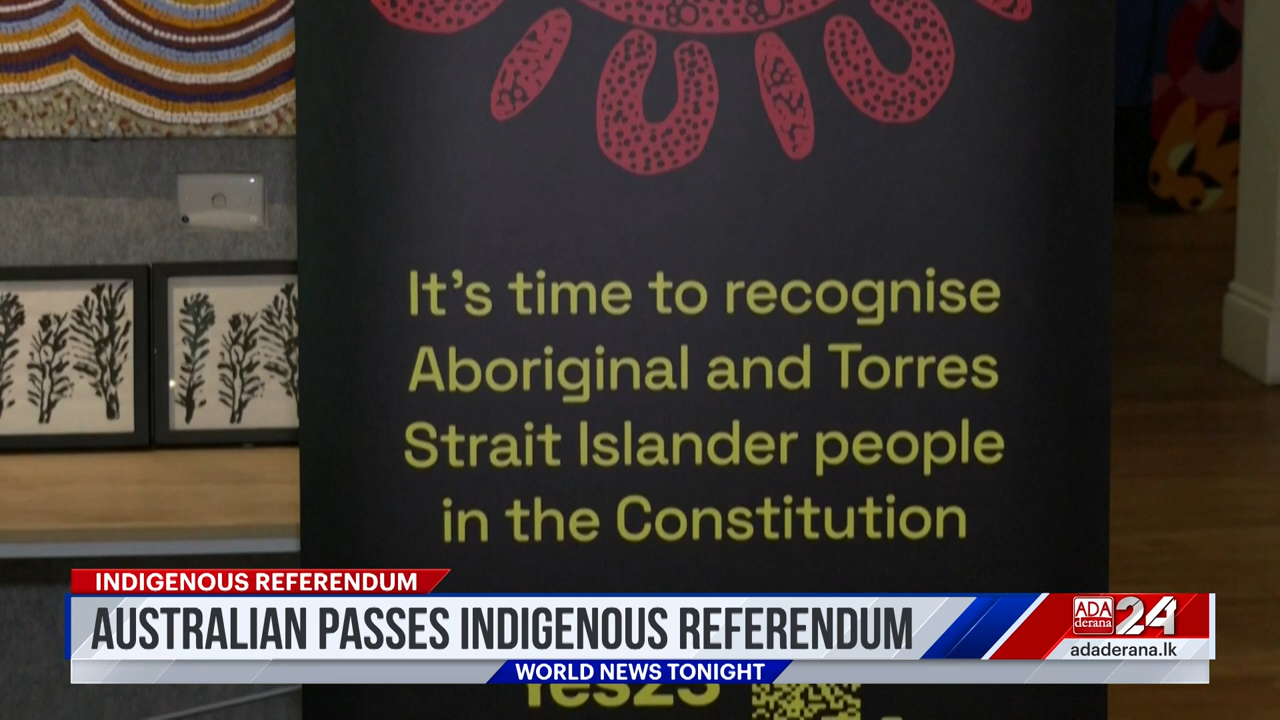 It's time to recognise
Aboriginal and Torres
Strait Islander people
in the Constitution
INDIGENOUS REFERENDUM
AUSTRALIAN PASSES INDIGENOUS REFERENDUM
ADA
derana
24
adaderana.lk
WORLD NEWS TONIGHT
Yes23